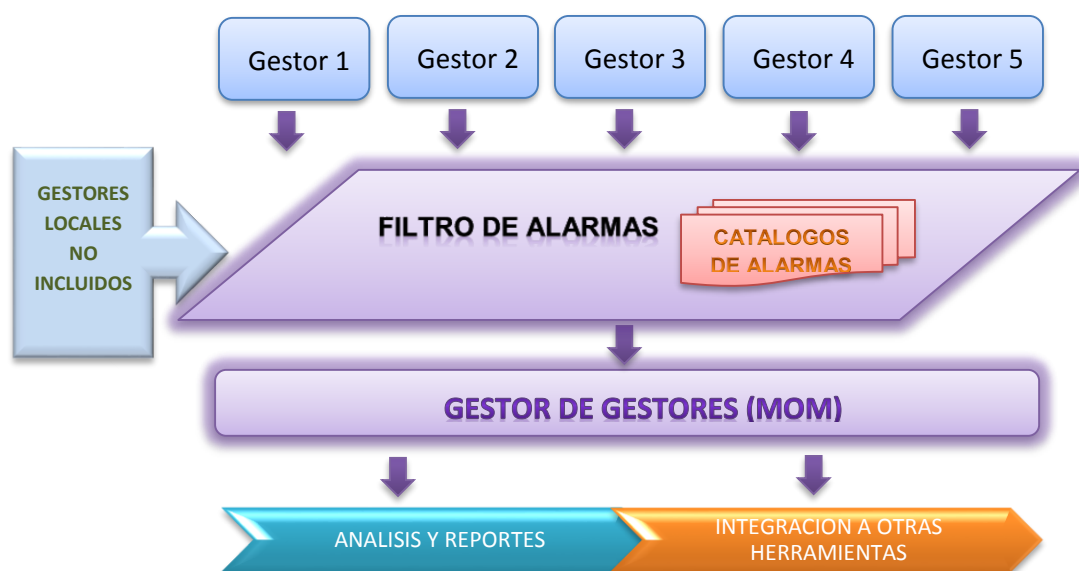 Gestor 1
Gestor 2
Gestor 3
Gestor 4
Gestor 5
GESTORES
LOCALES
NO
INCLUIDOS
FILTRO DE ALARMAS
CATALOGOS
DE ALARMAS
GESTOR DE GESTORES (MOM)
ANALISIS Y REPORTES
INTEGRACION A OTRAS
HERRAMIENTAS